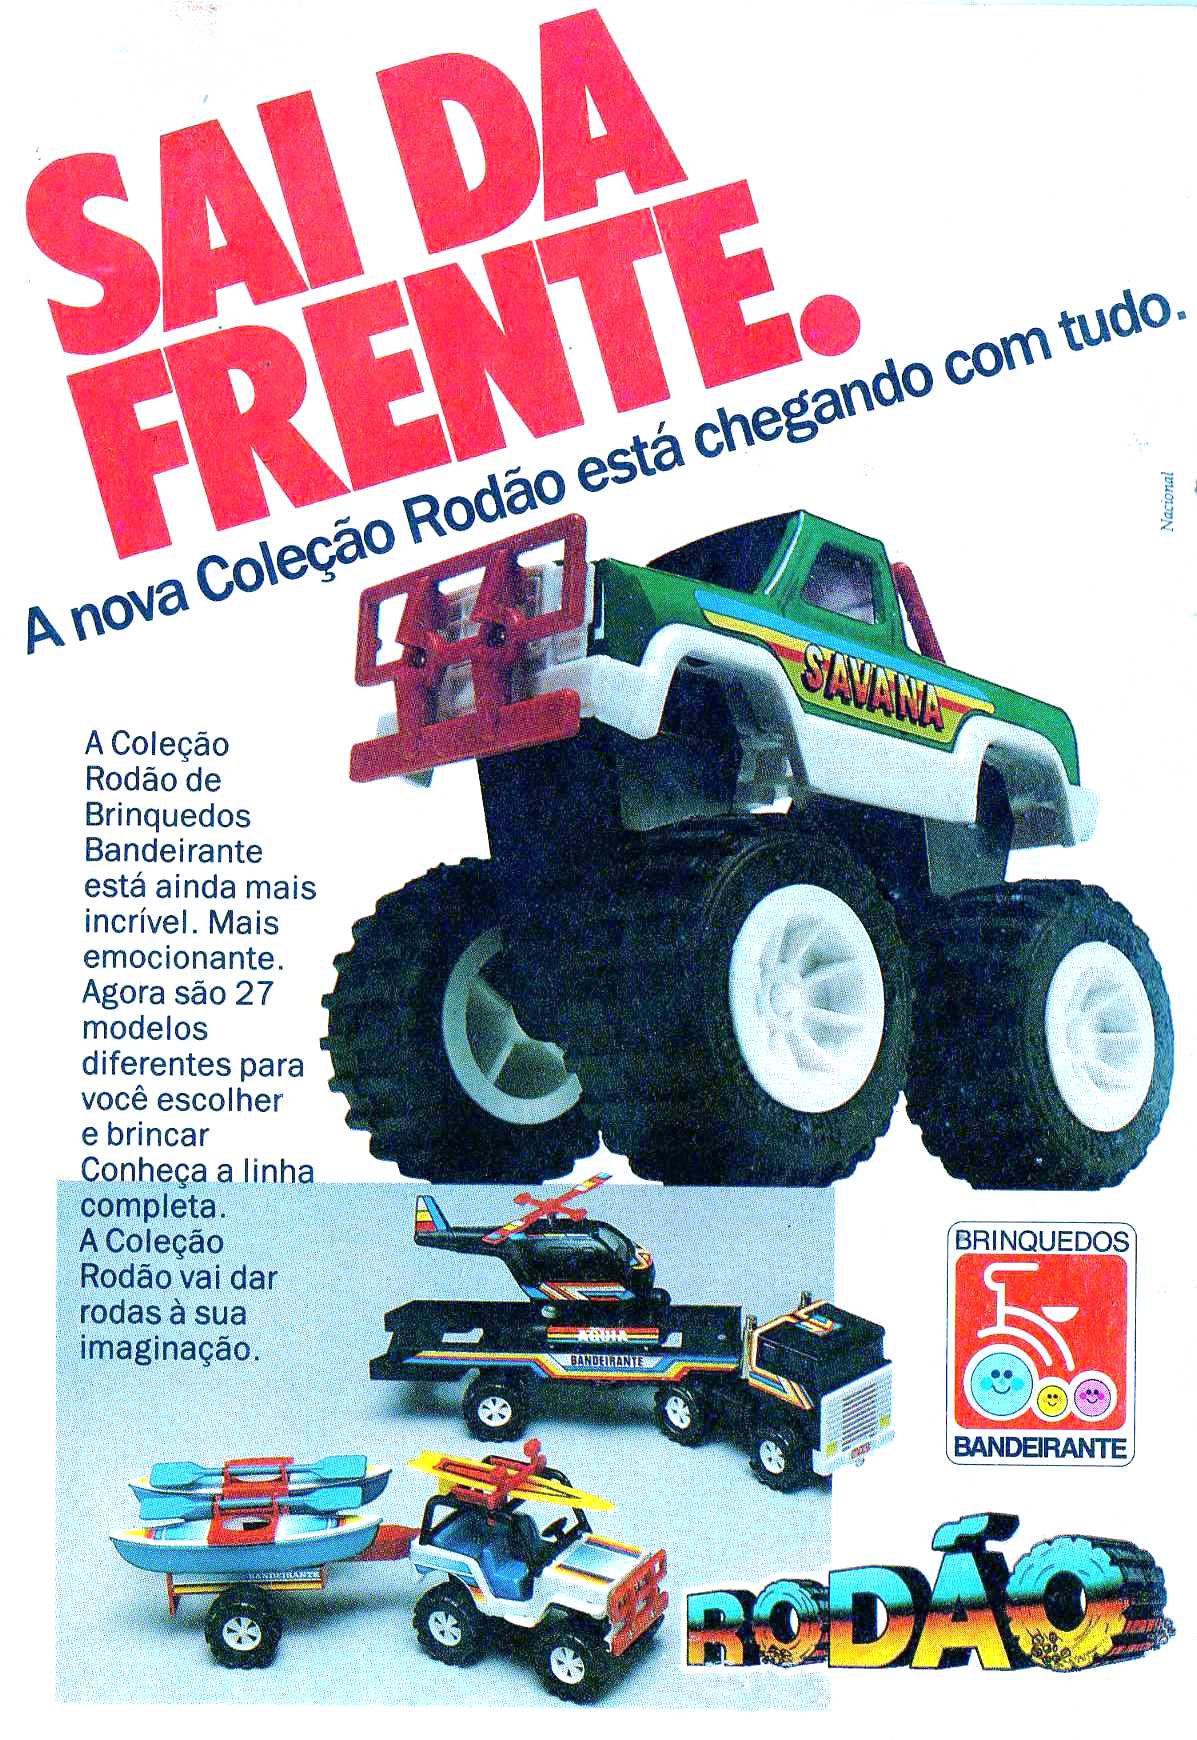 SAI DA
FRENTE.
A nova Coleção Rodão está chegando com tudo.
Nacional
SAVANA
A Coleção
Rodão de
Brinquedos
Bandeirante
está ainda mais
incrível. Mais
emocionante.
Agora são 27
modelos
diferentes para
você escolher
e brincar
Conheça a linha
completa.
A Coleção
Rodão vai dar
rodas à sua
imaginação.
ÁGUIA
BANDEIRANTE
BANDEIRANTE
BRINQUEDOS
BANDEIRANTE
RODÃO